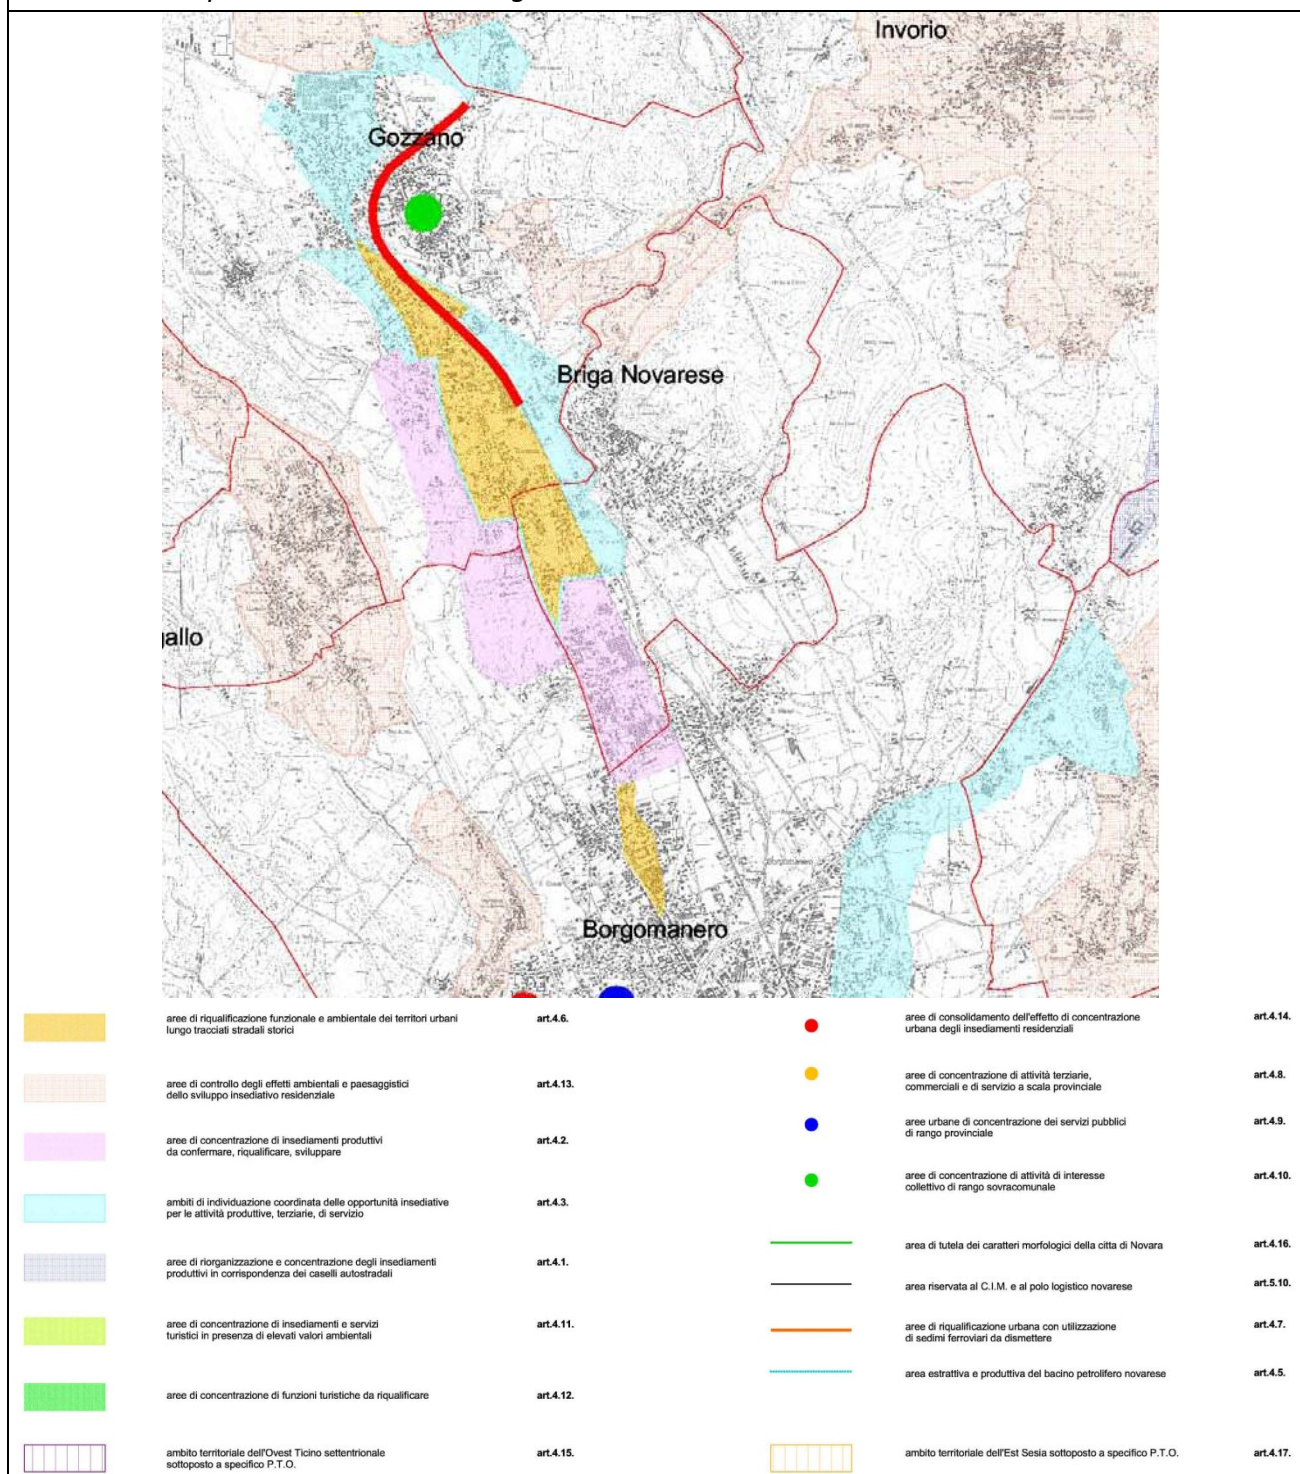 Invorio
Gozzano
Briga Novarese
allo
Borgomanero
aree di riqualificazione funzionale e ambientale dei territori urbani
lungo tracciati stradali storici
art.4.6.
aree di controllo degli effetti ambientali e paesaggistici
dello sviluppo insediativo residenziale
art.4.13.
aree di concentrazione di insediamenti produttivi
da confermare, riqualificare, sviluppare
art.4.2.
ambiti di individuazione coordinata delle opportunità insediative
per le attività produttive, terziarie, di servizio
art.4.3.
aree di riorganizzazione e concentrazione degli insediamenti
produttivi in corrispondenza dei caselli autostradali
art.4.1.
aree di concentrazione di insediamenti e servizi
turistici in presenza di elevati valori ambientali
art.4.11.
aree di concentrazione di funzioni turistiche da riqualificare
art.4.12.
ambito territoriale dell'Ovest Ticino settentrionale
sottoposto a specifico P.T.O.
art.4.15.
aree di consolidamento dell'effetto di concentrazione
urbana degli insediamenti residenziali
art.4.14.
aree di concentrazione di attività terziarie,
commerciali e di servizio a scala provinciale
art.4.8.
aree urbane di concentrazione dei servizi pubblici
di rango provinciale
art.4.9.
aree di concentrazione di attività di interesse
collettivo di rango sovracomunale
art.4.10.
area di tutela dei caratteri morfologici della citta di Novara
art.4.16.
area riservata al C.I.M. e al polo logistico novarese
art.5.10.
aree di riqualificazione urbana con utilizzazione
di sedimi ferroviari da dismettere
art.4.7.
area estrattiva e produttiva del bacino petrolifero novarese
art.4.5.
ambito territoriale dell'Est Sesia sottoposto a specifico P.T.O.
art.4.17.